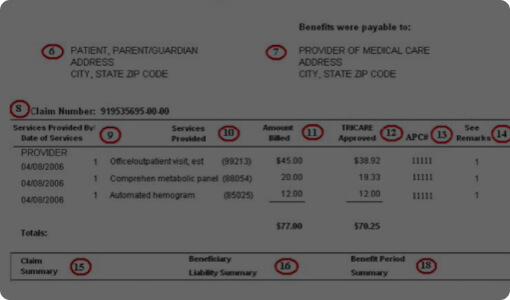 Benefits were payable to:
6 PATIENT, PARENT/GUARDIAN
ADDRESS
CITY, STATE ZIP CODE
7 PROVIDER OF MEDICAL CARE
ADDRESS
CITY, STATE ZIP CODE
8 Claim Number: 919535695-00-00
Services Provided By/ Date of Services 9 Services Provided 10 Amount Billed 11 TRICARE Approved 12 APC# 13 See Remarks 14
PROVIDER
04/08/2006 1 Office/outpatient visit, est (99213) $45.00 $38.92 11111 1
04/08/2006 1 Comprehen metabolic panel (88054) 20.00 19.33 11111 1
04/08/2006 1 Automated hemogram (85025) 12.00 12.00 11111 1
Totals: $77.00 $70.25
Claim Summary 15 Beneficiary Liability Summary 16 Benefit Period Summary 18